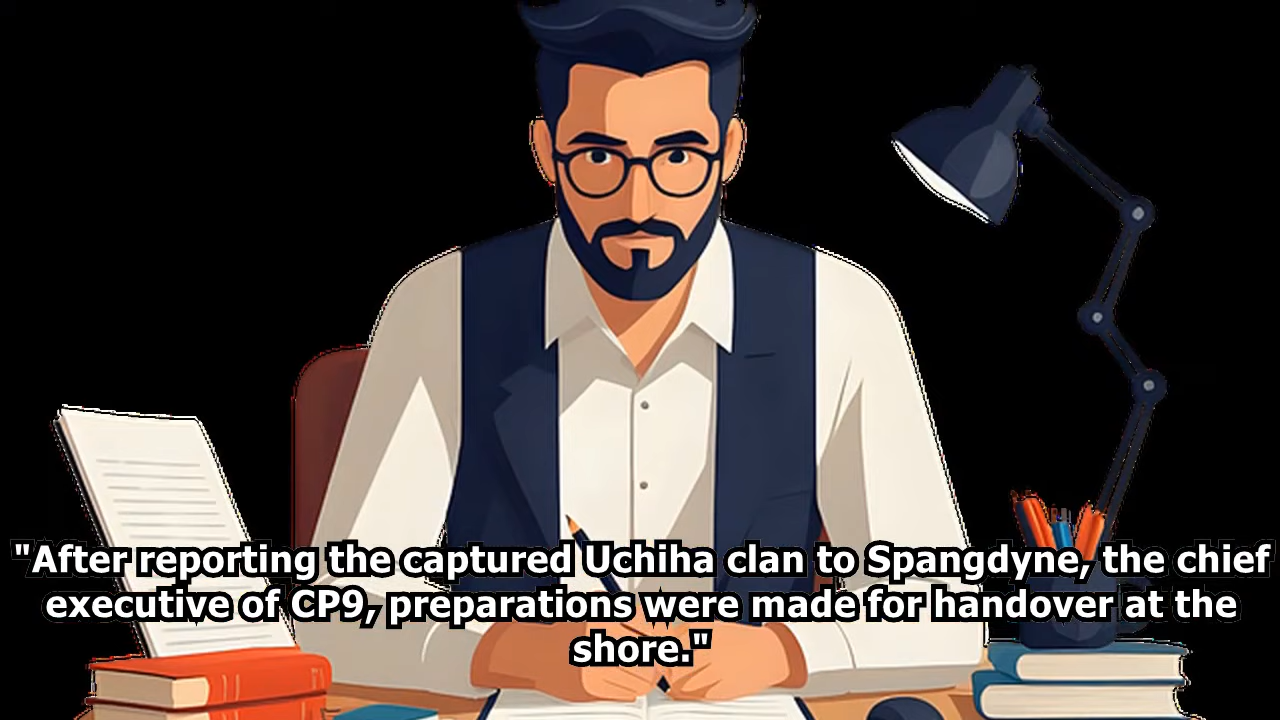 "After reporting the captured Uchiha clan to Spangdyne, the chief
executive of CP9, preparations were made for handover at the
shore."